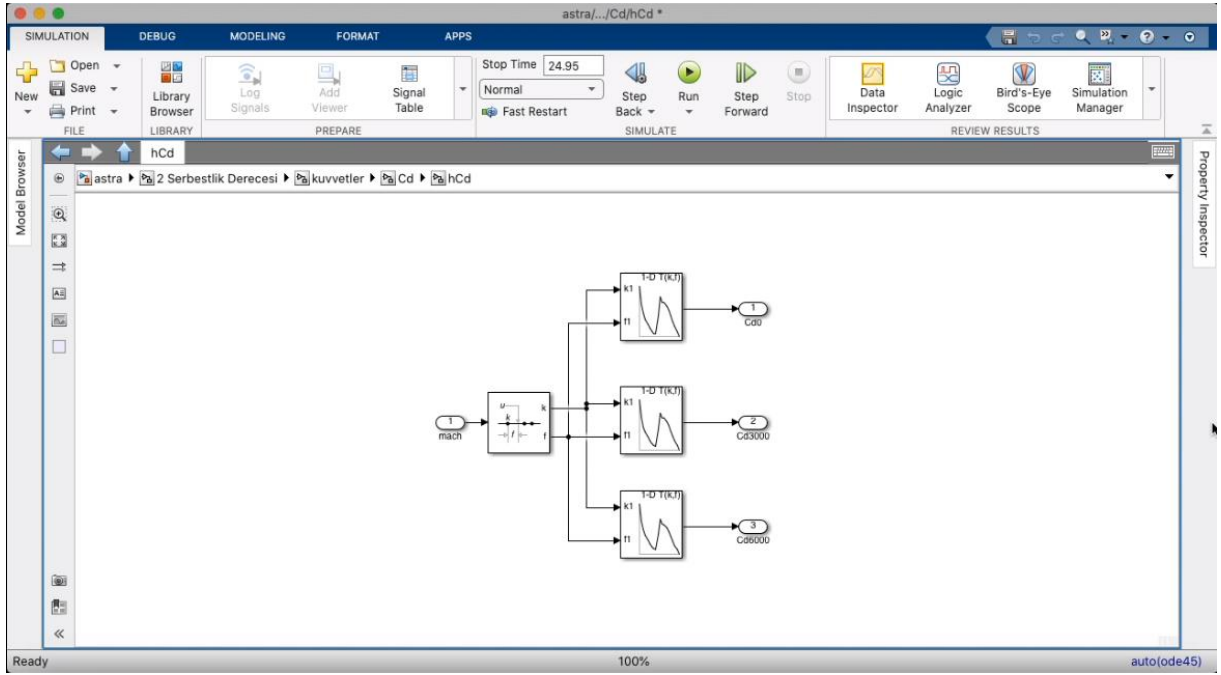 astra/.../Cd/hCd *
SIMULATION DEBUG MODELING FORMAT APPS
New
Open
Save
Print
FILE
Library Browser
LIBRARY
Log Signals
Add Viewer
Signal Table
PREPARE
Stop Time 24.95
Normal
Fast Restart
Step Back
Run
Step Forward
Stop
SIMULATE
Data Inspector
Logic Analyzer
Bird's-Eye Scope
Simulation Manager
REVIEW RESULTS
Model Browser
hCd
Property Inspector
astra 2 Serbestlik Derecesi kuvvetler Cd hCd
1-D T(k,f)
k1
f1
1
Cd0
1-D T(k,f)
k1
f1
2
Cd3000
1-D T(k,f)
k1
f1
3
Cd6000
1
mach
u
k
f
k
f
Ready 100% auto(ode45)